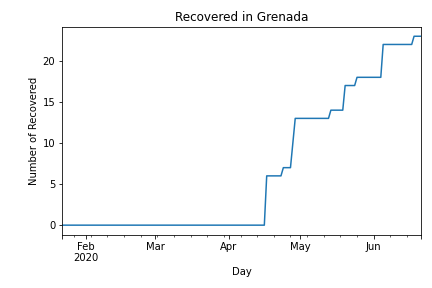 Recovered in Grenada
Number of Recovered
20
15
10
5
0
Feb
2020
Mar
Apr
May
Jun
Day